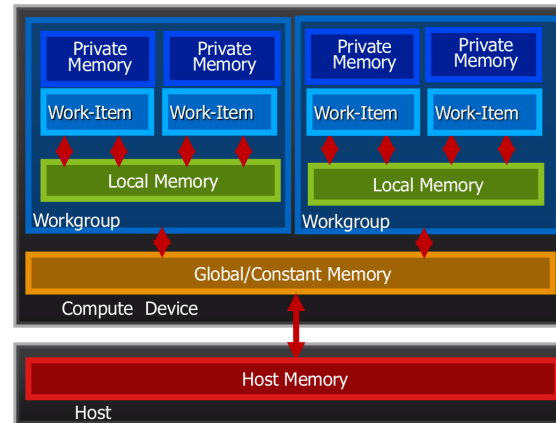 Private
Memory
Private
Memory
Private
Memory
Private
Memory
Work-Item
Work-Item
Work-Item
Work-Item
Local Memory
Local Memory
Workgroup
Workgroup
Global/Constant Memory
Compute Device
Host Memory
Host